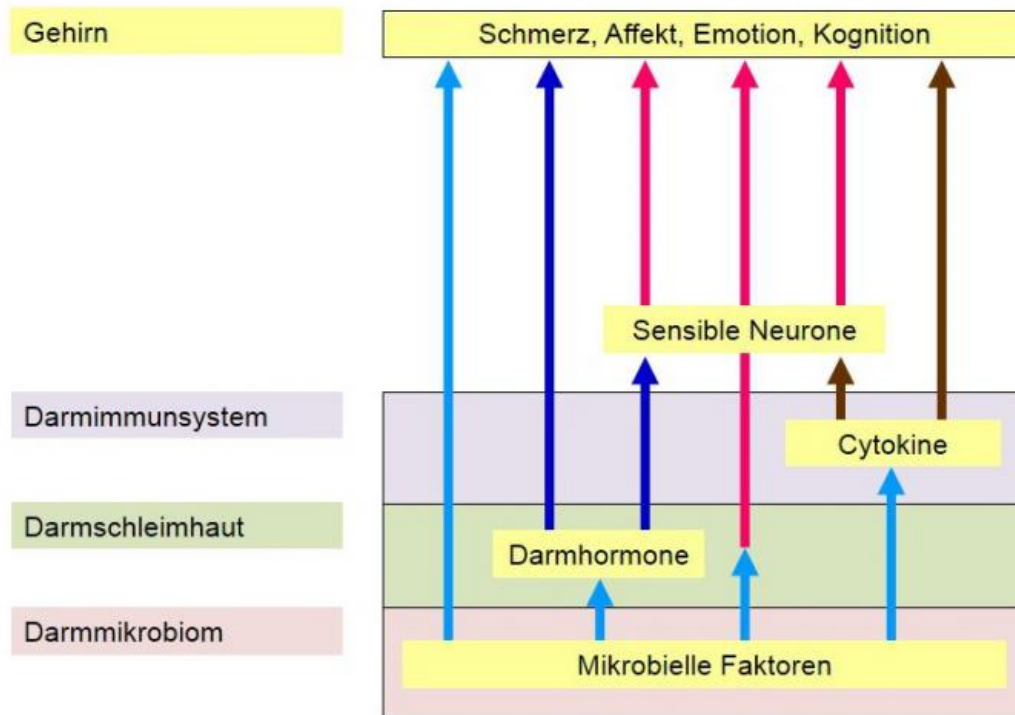 Gehirn
Schmerz, Affekt, Emotion, Kognition
Sensible Neurone
Darmimmunsystem
Cytokine
Darmschleimhaut
Darmhormone
Darmmikrobiom
Mikrobielle Faktoren